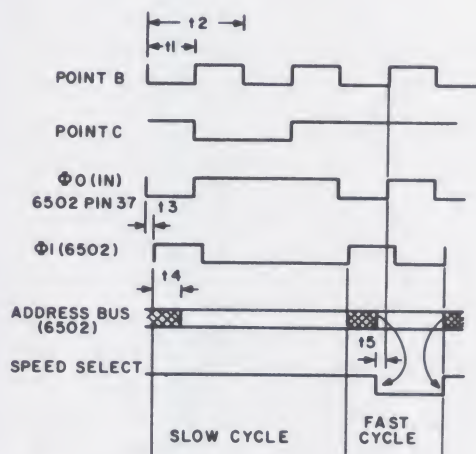 t2
t1
POINT B
POINT C
Φ0(IN)
6502 PIN 37
t3
Φ1(6502)
t4
ADDRESS BUS
(6502)
t5
SPEED SELECT
SLOW CYCLE
FAST
CYCLE